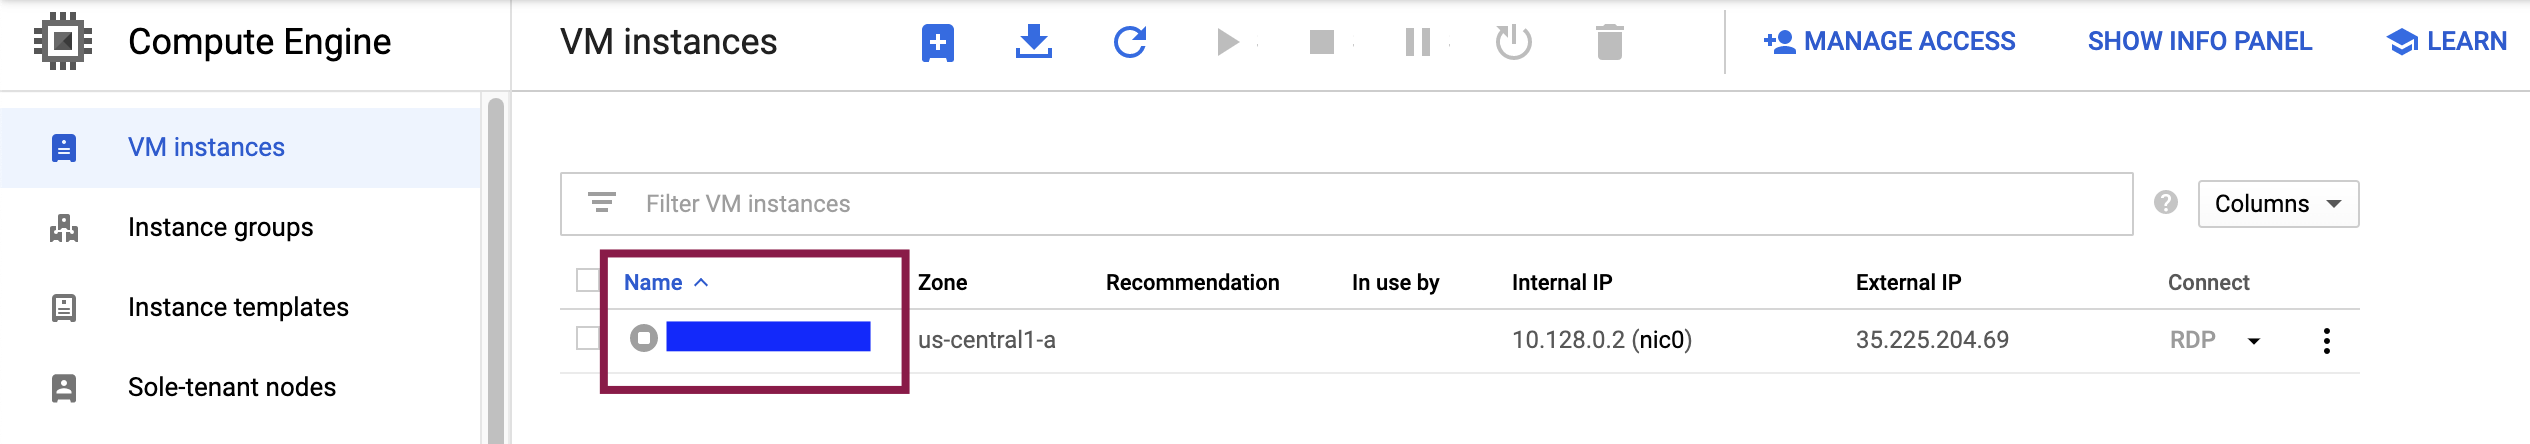 Compute Engine
VM instances
MANAGE ACCESS
SHOW INFO PANEL
LEARN
VM instances
Instance groups
Instance templates
Sole-tenant nodes
Filter VM instances
?
Columns
Name Zone Recommendation In use by Internal IP External IP Connect
us-central1-a 10.128.0.2 (nic0) 35.225.204.69 RDP